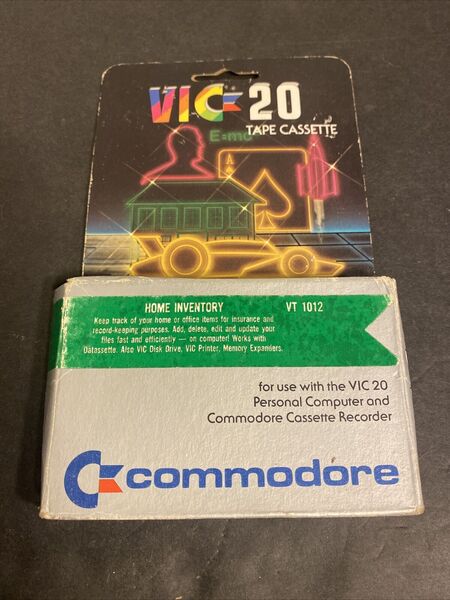 VIC 20
TAPE CASSETTE
E=mc²
A
HOME INVENTORY VT 1012
Keep track of your home or office items for insurance and
record-keeping purposes. Add, delete, edit and update your
files fast and efficiently — on computer! Works with
Datassette. Also VIC Disk Drive, VIC Printer, Memory Expanders.
for use with the VIC 20
Personal Computer and
Commodore Cassette Recorder
commodore